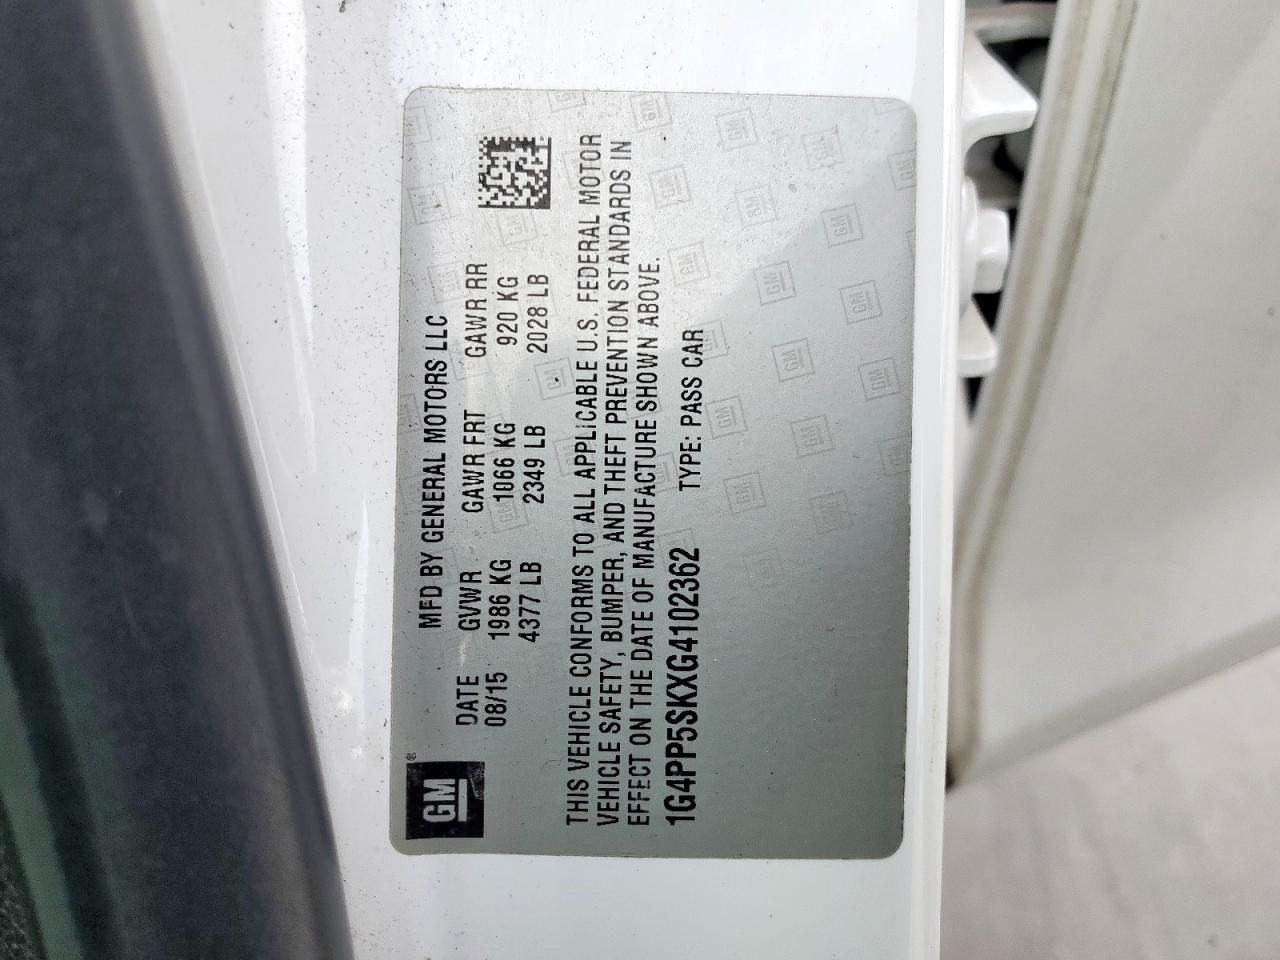 GM®
MFD BY GENERAL MOTORS LLC
DATE GVWR GAWR FRT GAWR RR
08/15 1986 KG 1066 KG 920 KG
4377 LB 2349 LB 2028 LB
THIS VEHICLE CONFORMS TO ALL APPLICABLE U.S. FEDERAL MOTOR
VEHICLE SAFETY, BUMPER, AND THEFT PREVENTION STANDARDS IN
EFFECT ON THE DATE OF MANUFACTURE SHOWN ABOVE.
1G4PP5SKXG4102362 TYPE: PASS CAR